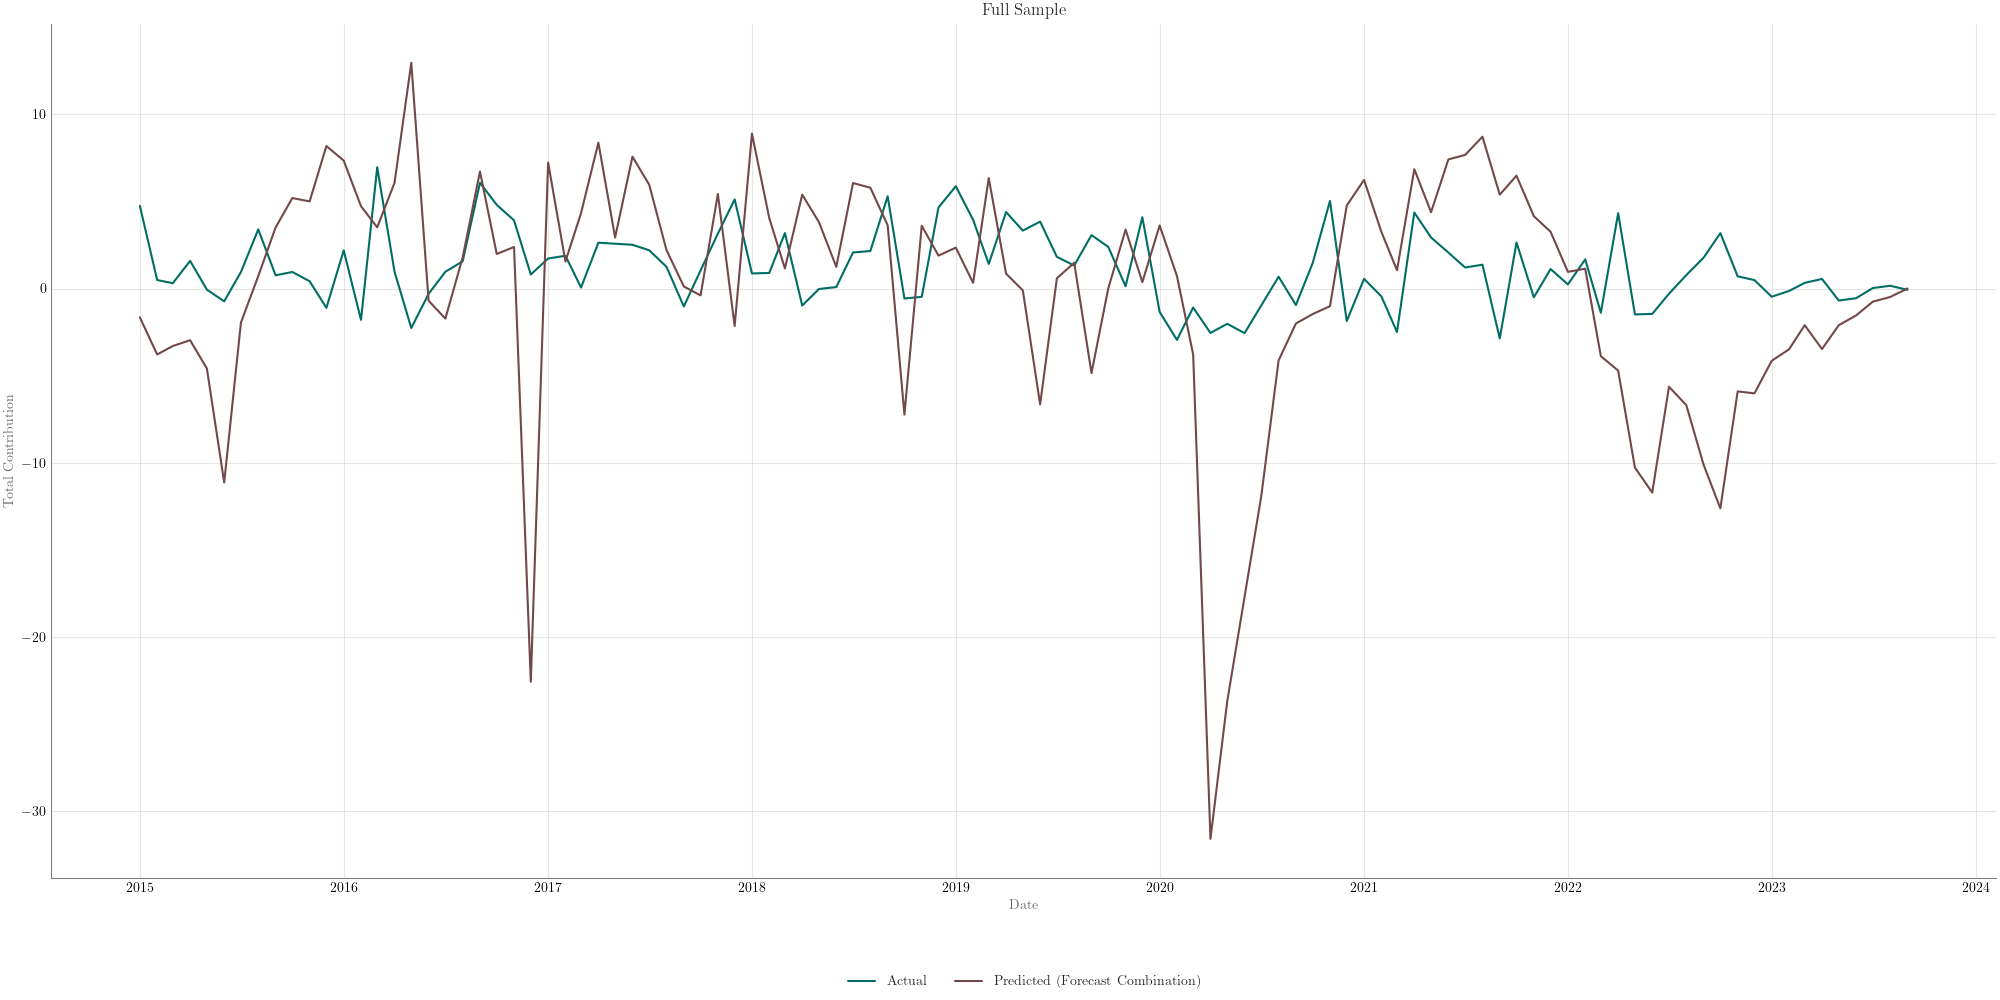 Full Sample
Total Contribution
10
0
−10
−20
−30
2015 2016 2017 2018 2019 2020 2021 2022 2023 2024
Date
Actual Predicted (Forecast Combination)